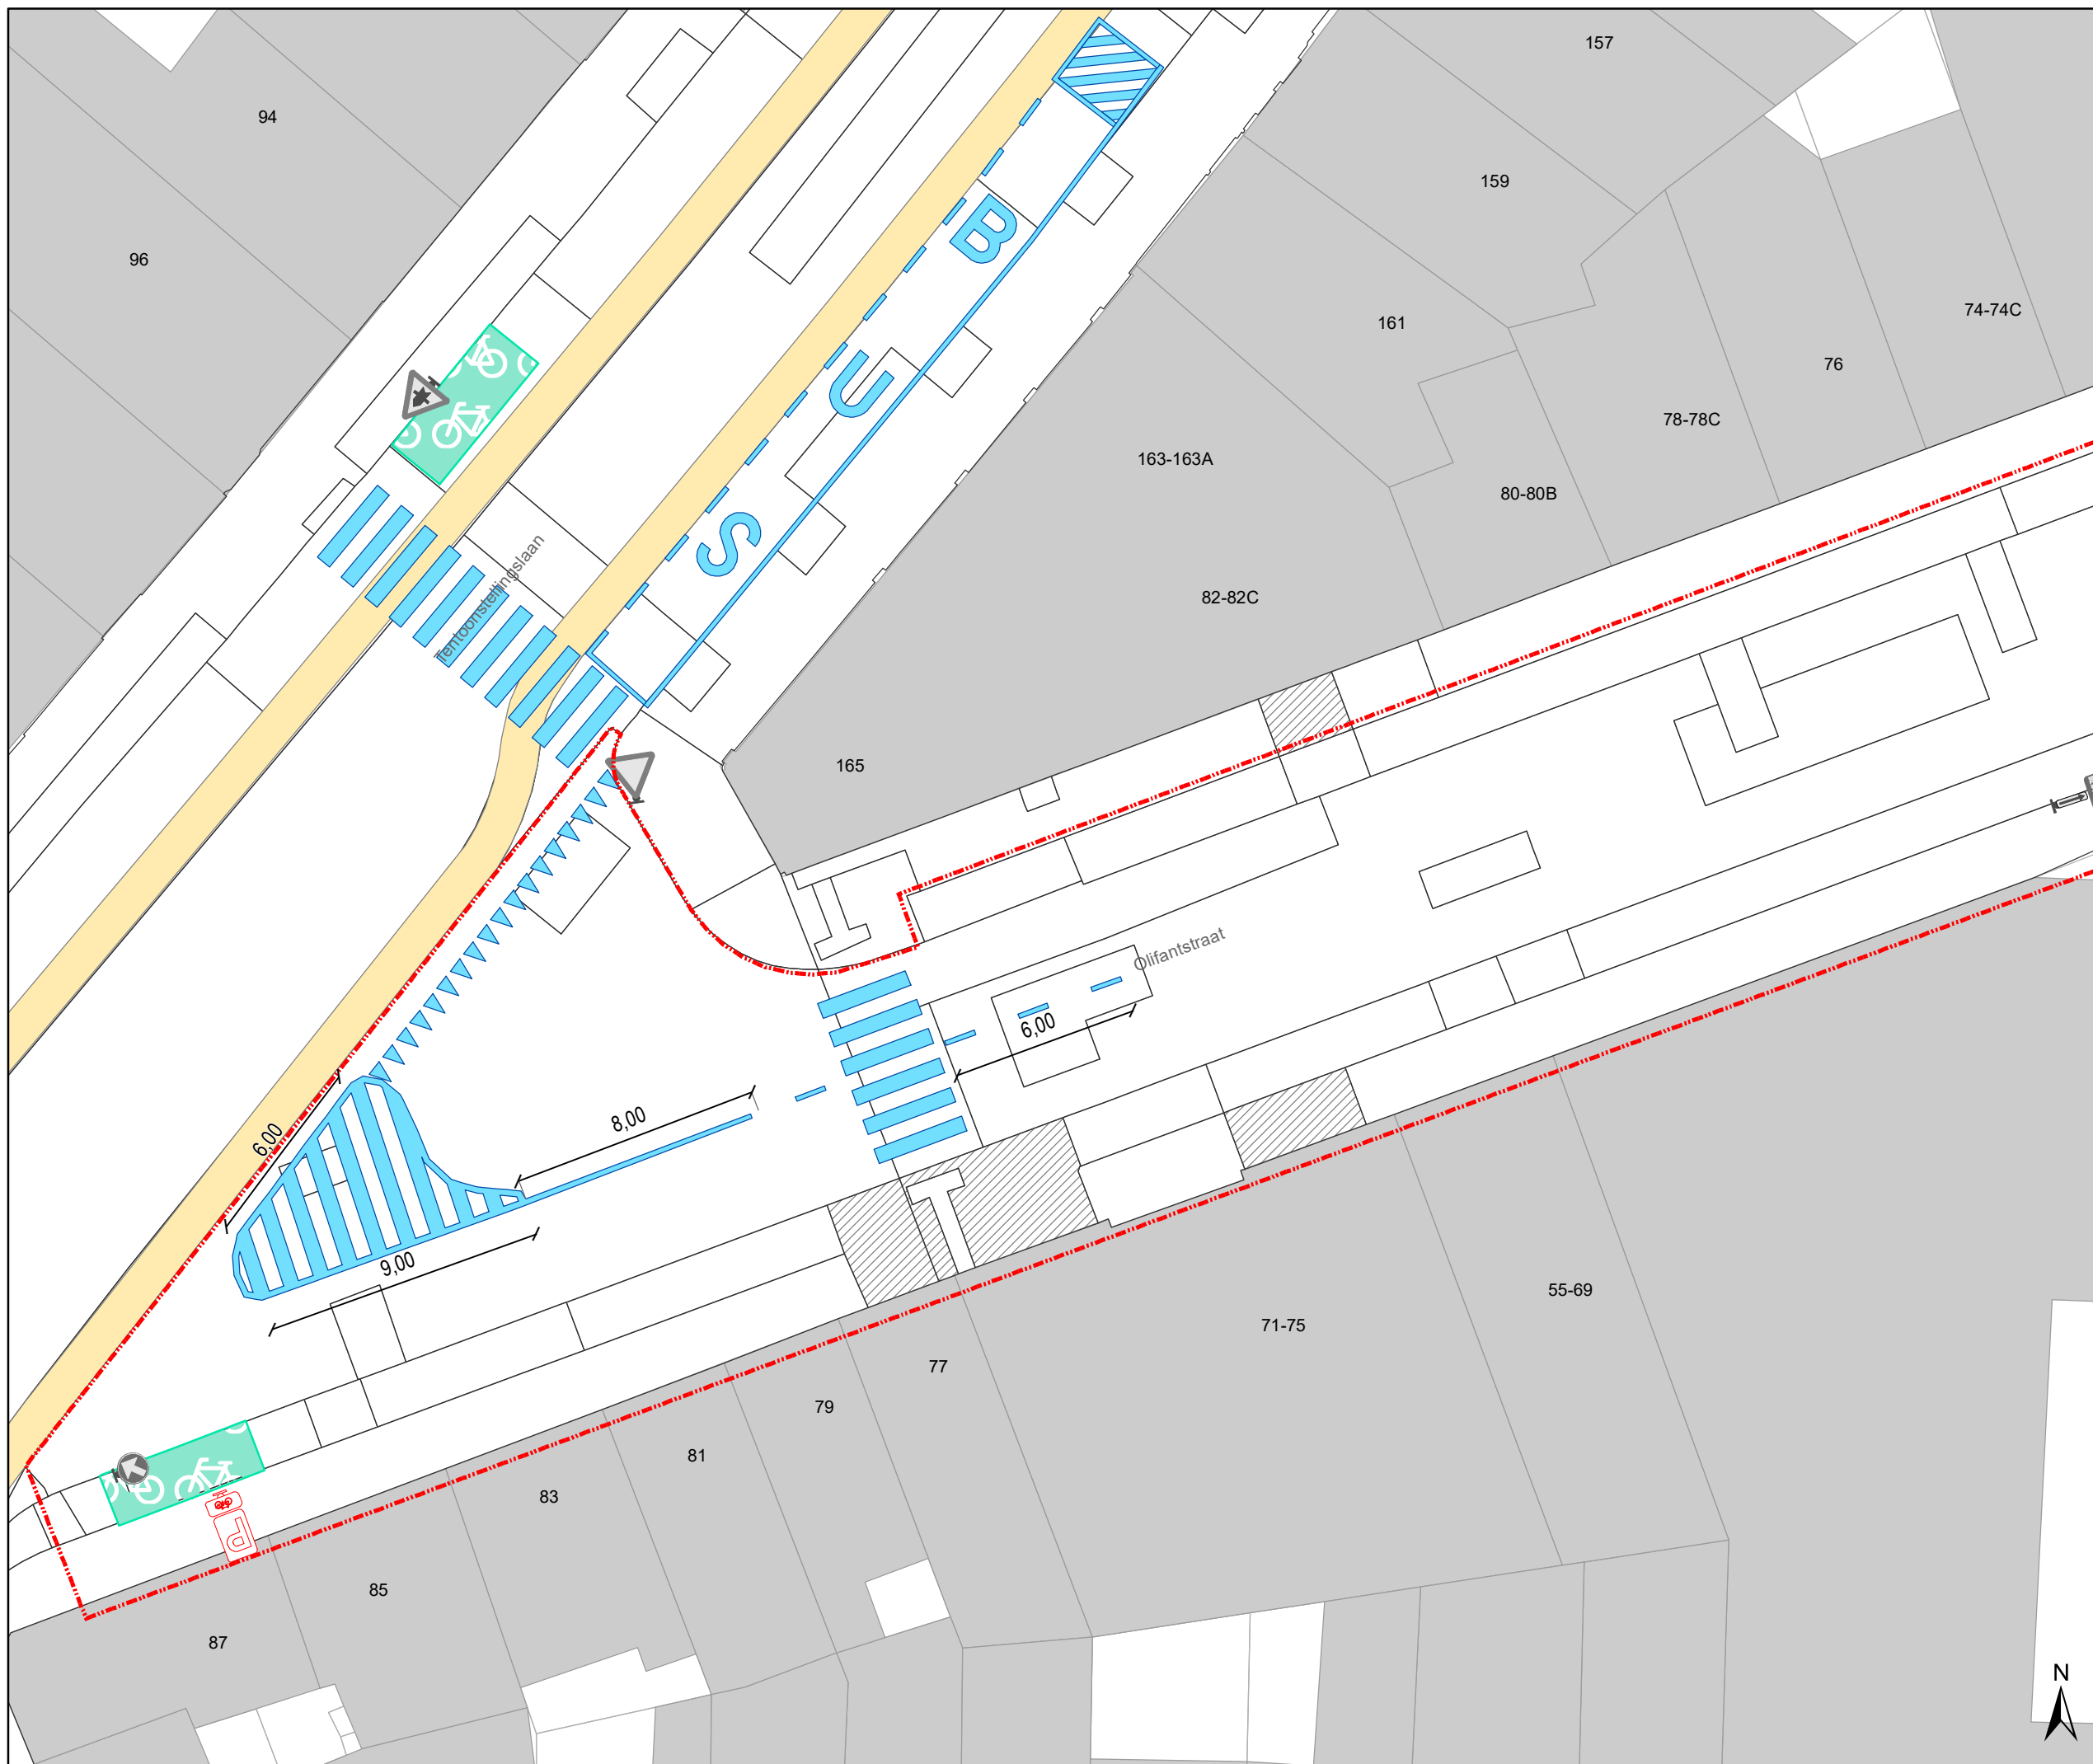 157
94
159
96
B
74-74C
161
76
U
78-78C
163-163A
80-80B
S
Tentoonstellingslaan
82-82C
165
Olifantstraat
6,00
8,00
6,00
9,00
55-69
71-75
77
79
81
83
P
85
87
N